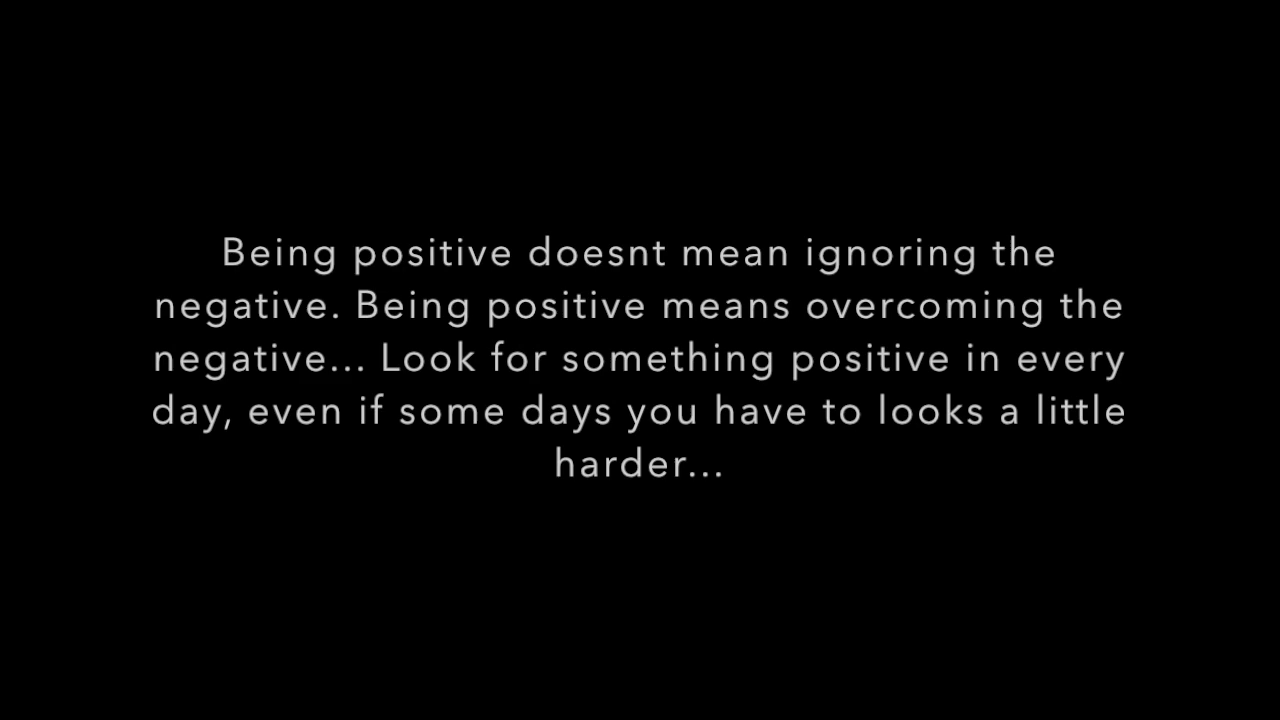 Being positive doesnt mean ignoring the
negative. Being positive means overcoming the
negative... Look for something positive in every
day, even if some days you have to looks a little
harder...